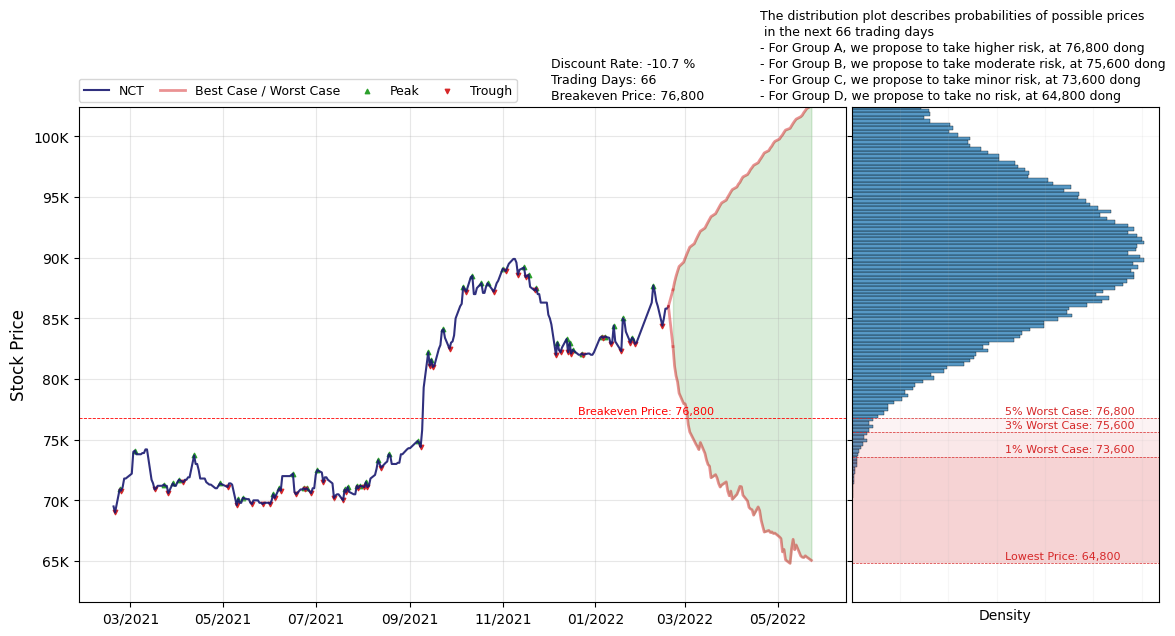 The distribution plot describes probabilities of possible prices
in the next 66 trading days
- For Group A, we propose to take higher risk, at 76,800 dong
- For Group B, we propose to take moderate risk, at 75,600 dong
- For Group C, we propose to take minor risk, at 73,600 dong
- For Group D, we propose to take no risk, at 64,800 dong
Discount Rate: -10.7 %
Trading Days: 66
Breakeven Price: 76,800
NCT
Best Case / Worst Case
Peak
Trough
Stock Price
100K
95K
90K
85K
80K
75K
70K
65K
Breakeven Price: 76,800
5% Worst Case: 76,800
3% Worst Case: 75,600
1% Worst Case: 73,600
Lowest Price: 64,800
03/2021
05/2021
07/2021
09/2021
11/2021
01/2022
03/2022
05/2022
Density